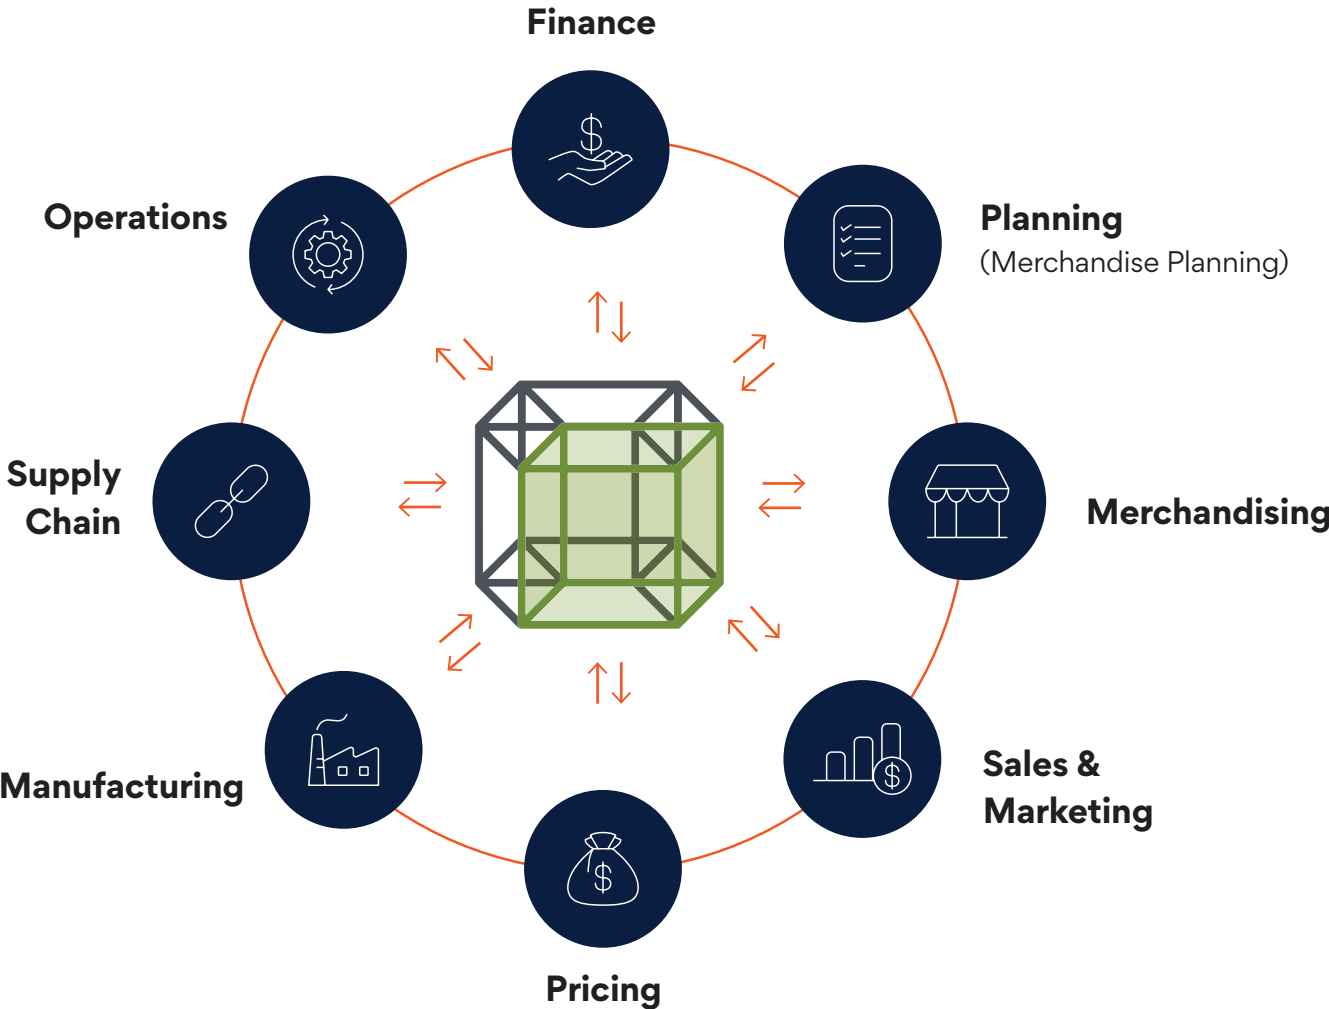 Finance
Operations
Planning
(Merchandise Planning)
Supply
Chain
Merchandising
Manufacturing
Sales &
Marketing
Pricing
$
$
$